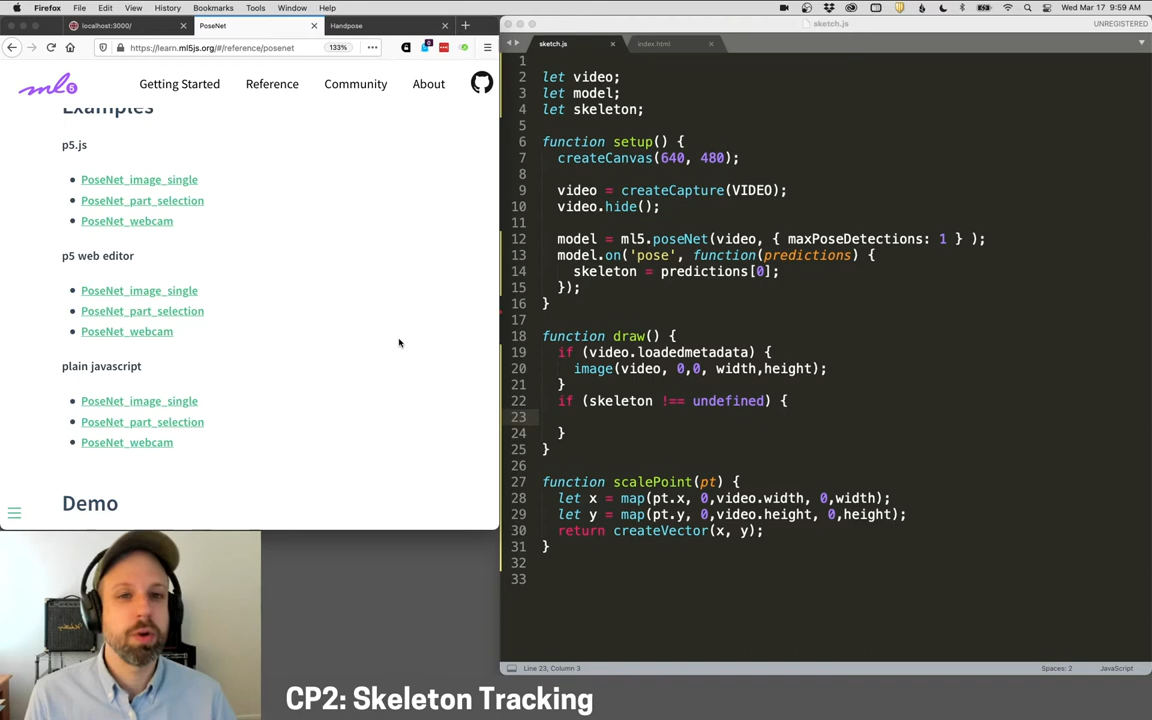 Firefox File Edit View History Bookmarks Tools Window Help
Wed Mar 17 9:59 AM
localhost:3000/
PoseNet
Handpose
https://learn.ml5js.org/#/reference/posenet
133%
ml5
Getting Started Reference Community About
Examples
p5.js
PoseNet_image_single
PoseNet_part_selection
PoseNet_webcam
p5 web editor
PoseNet_image_single
PoseNet_part_selection
PoseNet_webcam
plain javascript
PoseNet_image_single
PoseNet_part_selection
PoseNet_webcam
Demo
sketch.js
UNREGISTERED
sketch.js
index.html
1
2 let video;
3 let model;
4 let skeleton;
5
6 function setup() {
7 createCanvas(640, 480);
8
9 video = createCapture(VIDEO);
10 video.hide();
11
12 model = ml5.poseNet(video, { maxPoseDetections: 1 } );
13 model.on('pose', function(predictions) {
14 skeleton = predictions[0];
15 });
16 }
17
18 function draw() {
19 if (video.loadedmetadata) {
20 image(video, 0,0, width,height);
21 }
22 if (skeleton !== undefined) {
23
24 }
25 }
26
27 function scalePoint(pt) {
28 let x = map(pt.x, 0,video.width, 0,width);
29 let y = map(pt.y, 0,video.height, 0,height);
30 return createVector(x, y);
31 }
32
33
Line 23, Column 3
Spaces: 2
JavaScript
CP2: Skeleton Tracking